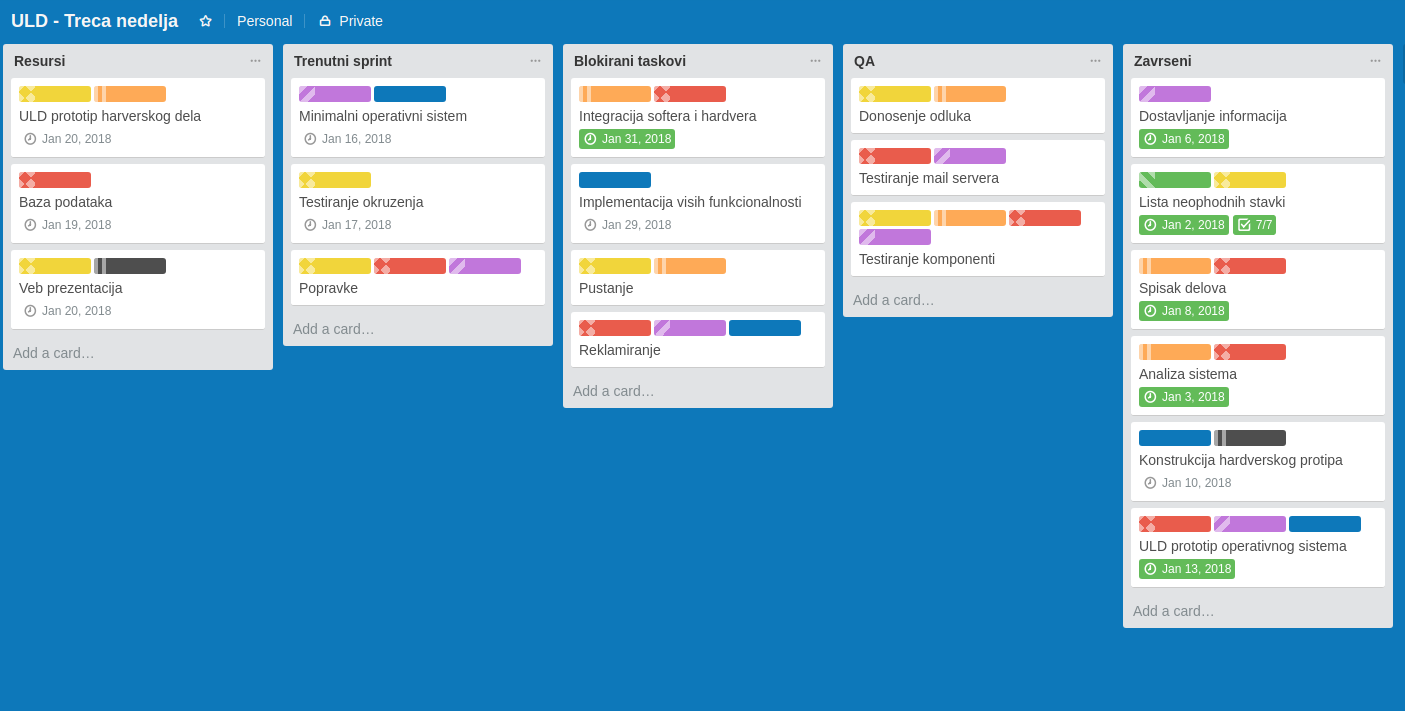 ULD - Treca nedelja Personal Private
Resursi
ULD prototip harverskog dela
Jan 20, 2018
Baza podataka
Jan 19, 2018
Veb prezentacija
Jan 20, 2018
Add a card…
Trenutni sprint
Minimalni operativni sistem
Jan 16, 2018
Testiranje okruzenja
Jan 17, 2018
Popravke
Add a card…
Blokirani taskovi
Integracija softera i hardvera
Jan 31, 2018
Implementacija visih funkcionalnosti
Jan 29, 2018
Pustanje
Reklamiranje
Add a card…
QA
Donosenje odluka
Testiranje mail servera
Testiranje komponenti
Add a card…
Zavrseni
Dostavljanje informacija
Jan 6, 2018
Lista neophodnih stavki
Jan 2, 2018 7/7
Spisak delova
Jan 8, 2018
Analiza sistema
Jan 3, 2018
Konstrukcija hardverskog protipa
Jan 10, 2018
ULD prototip operativnog sistema
Jan 13, 2018
Add a card…